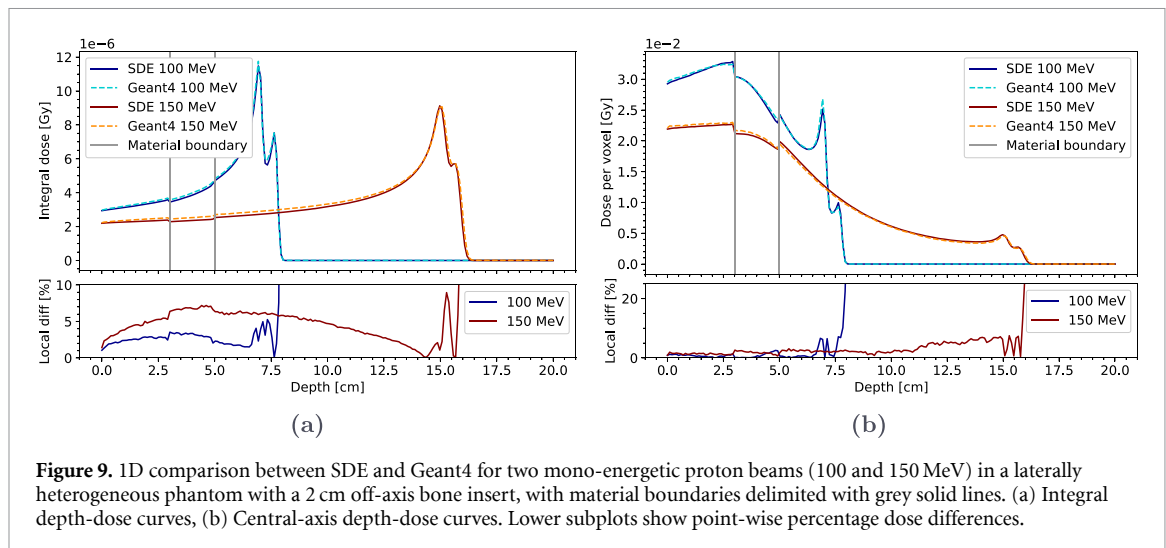 1e−6
12
10
8
6
4
2
0
Integral dose [Gy]
SDE 100 MeV
Geant4 100 MeV
SDE 150 MeV
Geant4 150 MeV
Material boundary
10
5
0
Local diff [%]
100 MeV
150 MeV
0.0 2.5 5.0 7.5 10.0 12.5 15.0 17.5 20.0
Depth [cm]
(a)
1e−2
3.0
2.5
2.0
1.5
1.0
0.5
0.0
Dose per voxel [Gy]
SDE 100 MeV
Geant4 100 MeV
SDE 150 MeV
Geant4 150 MeV
Material boundary
20
0
Local diff [%]
100 MeV
150 MeV
0.0 2.5 5.0 7.5 10.0 12.5 15.0 17.5 20.0
Depth [cm]
(b)
Figure 9. 1D comparison between SDE and Geant4 for two mono-energetic proton beams (100 and 150 MeV) in a laterally
heterogeneous phantom with a 2 cm off-axis bone insert, with material boundaries delimited with grey solid lines. (a) Integral
depth-dose curves, (b) Central-axis depth-dose curves. Lower subplots show point-wise percentage dose differences.